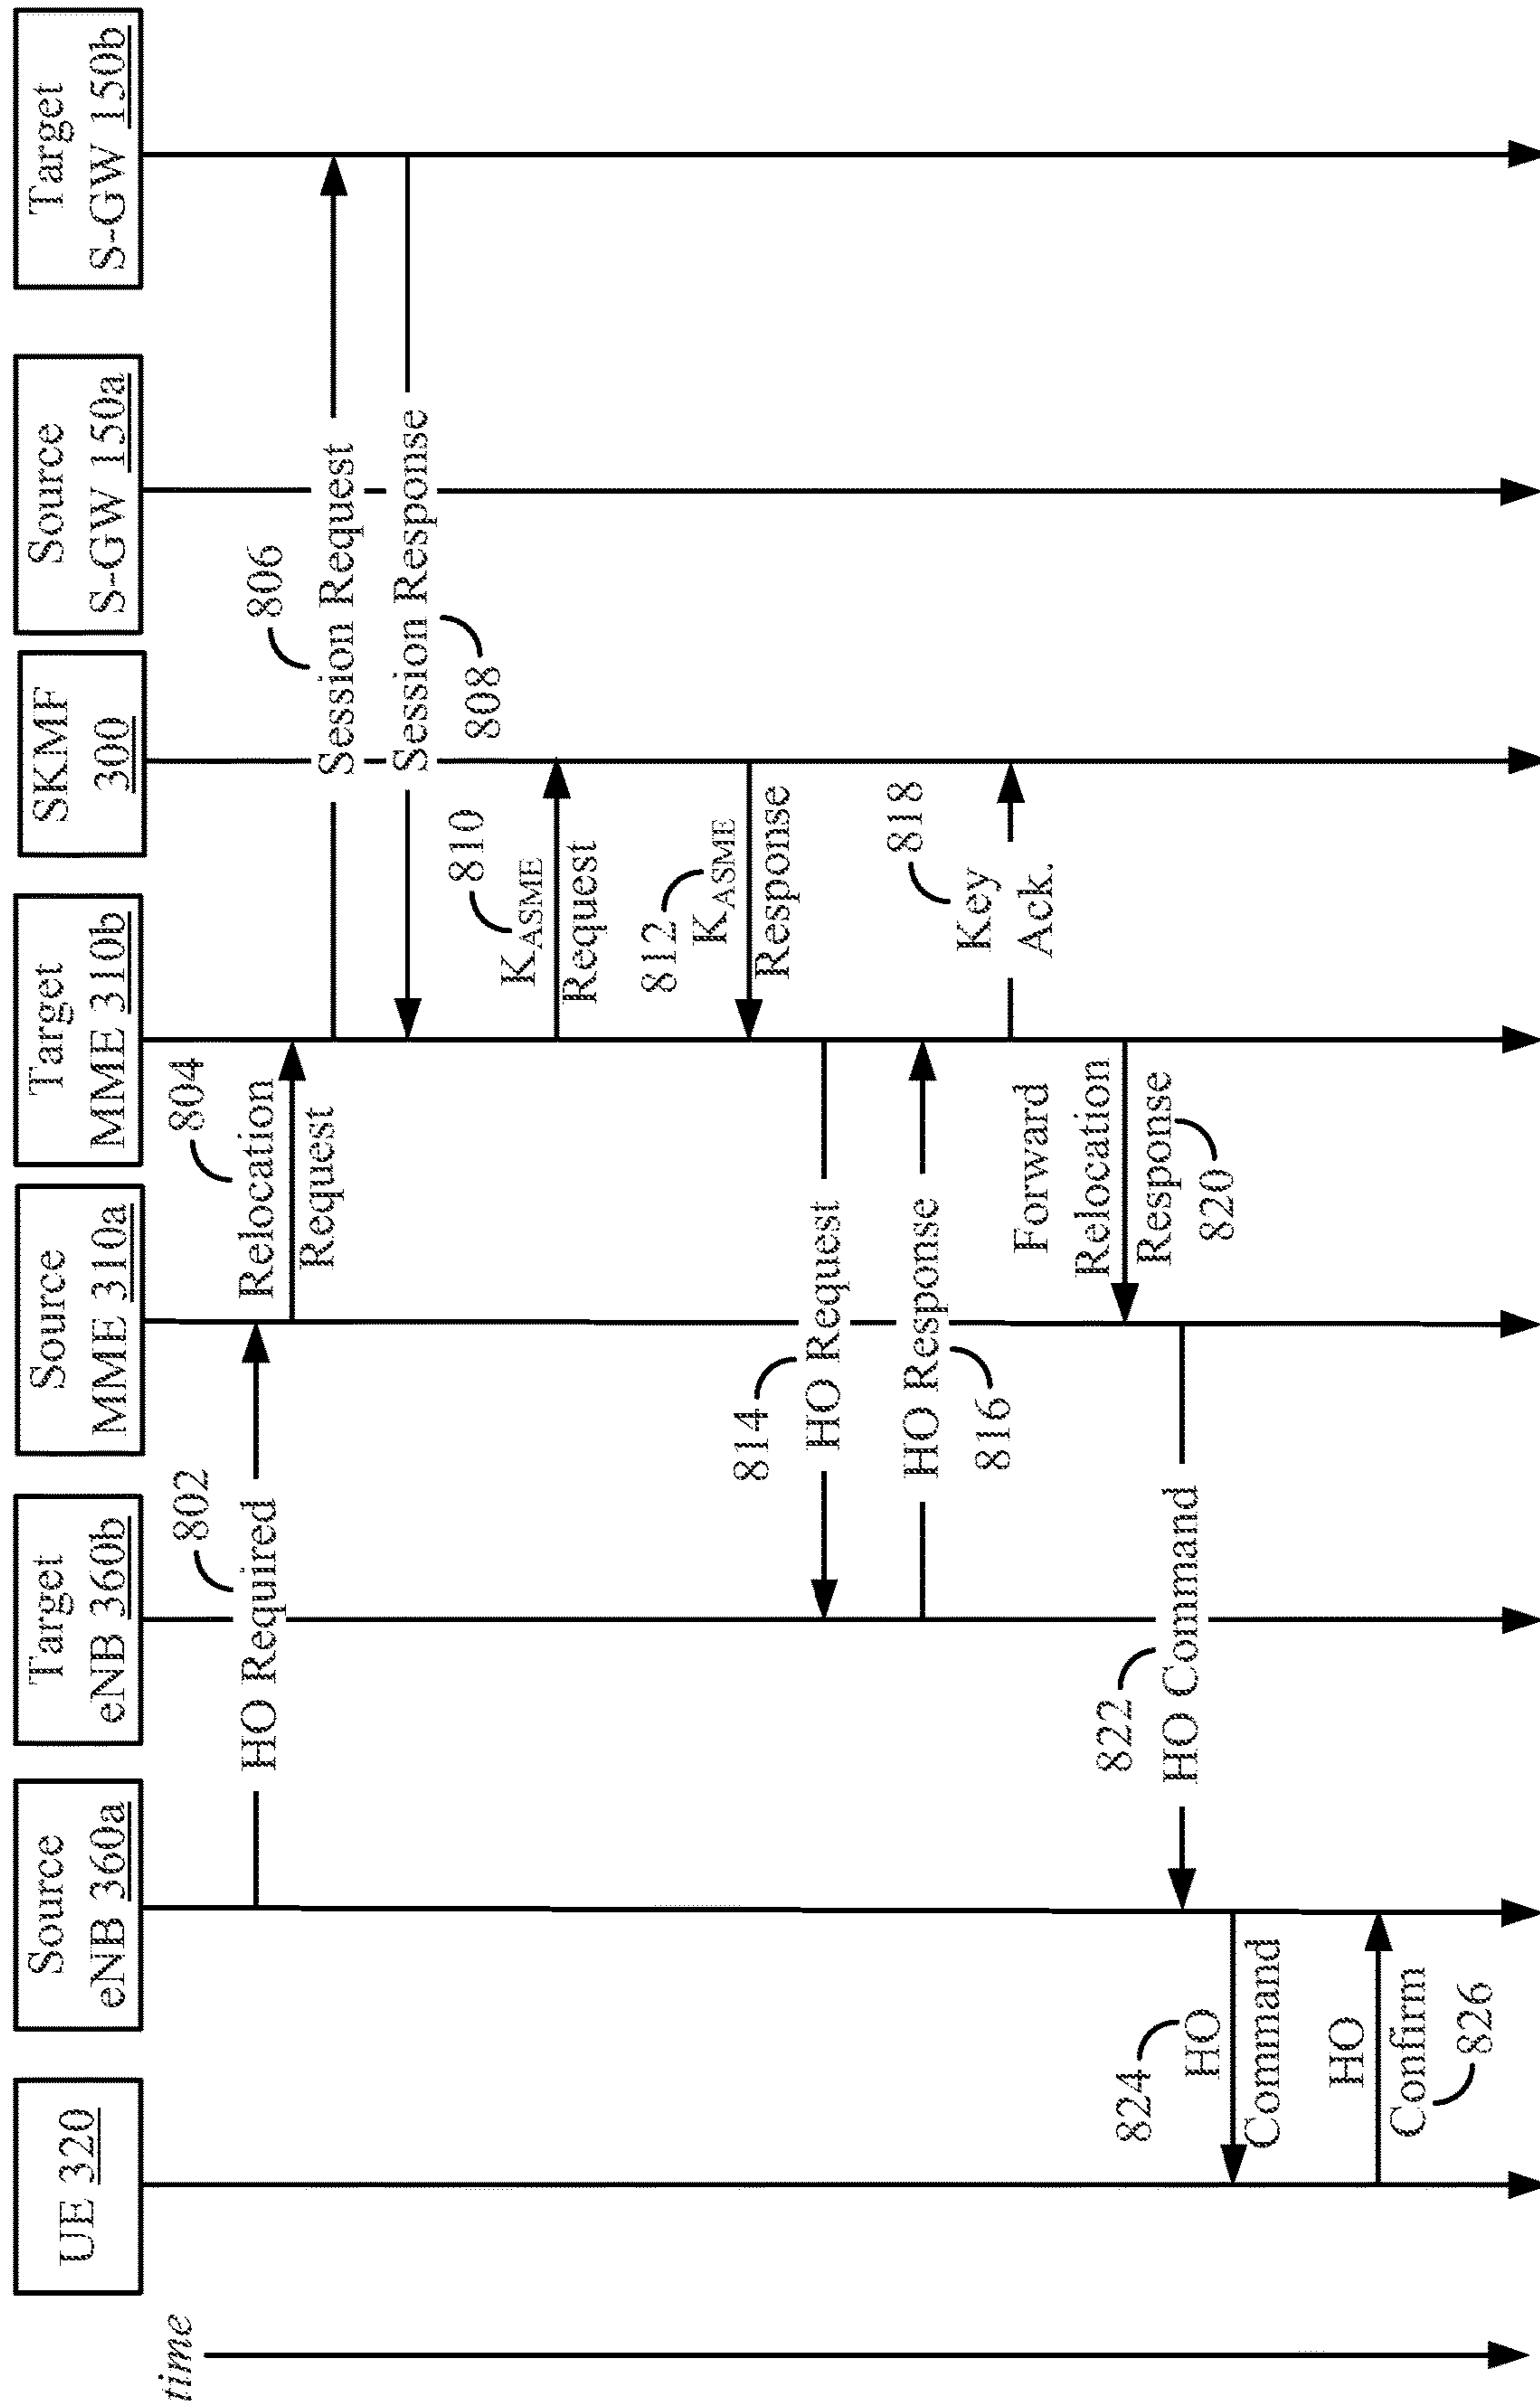 time
UE 320
Source
eNB 360a
Target
eNB 360b
Source
MME 310a
Target
MME 310b
SKMF
300
Source
S-GW 150a
Target
S-GW 150b
802
HO Required
804
Relocation
Request
806
Session Request
Session Response
808
810
KASME
Request
812
KASME
Response
814
HO Request
HO Response
816
818
Key
Ack.
Forward
Relocation
Response
820
822
HO Command
824
HO
Command
HO
Confirm
826